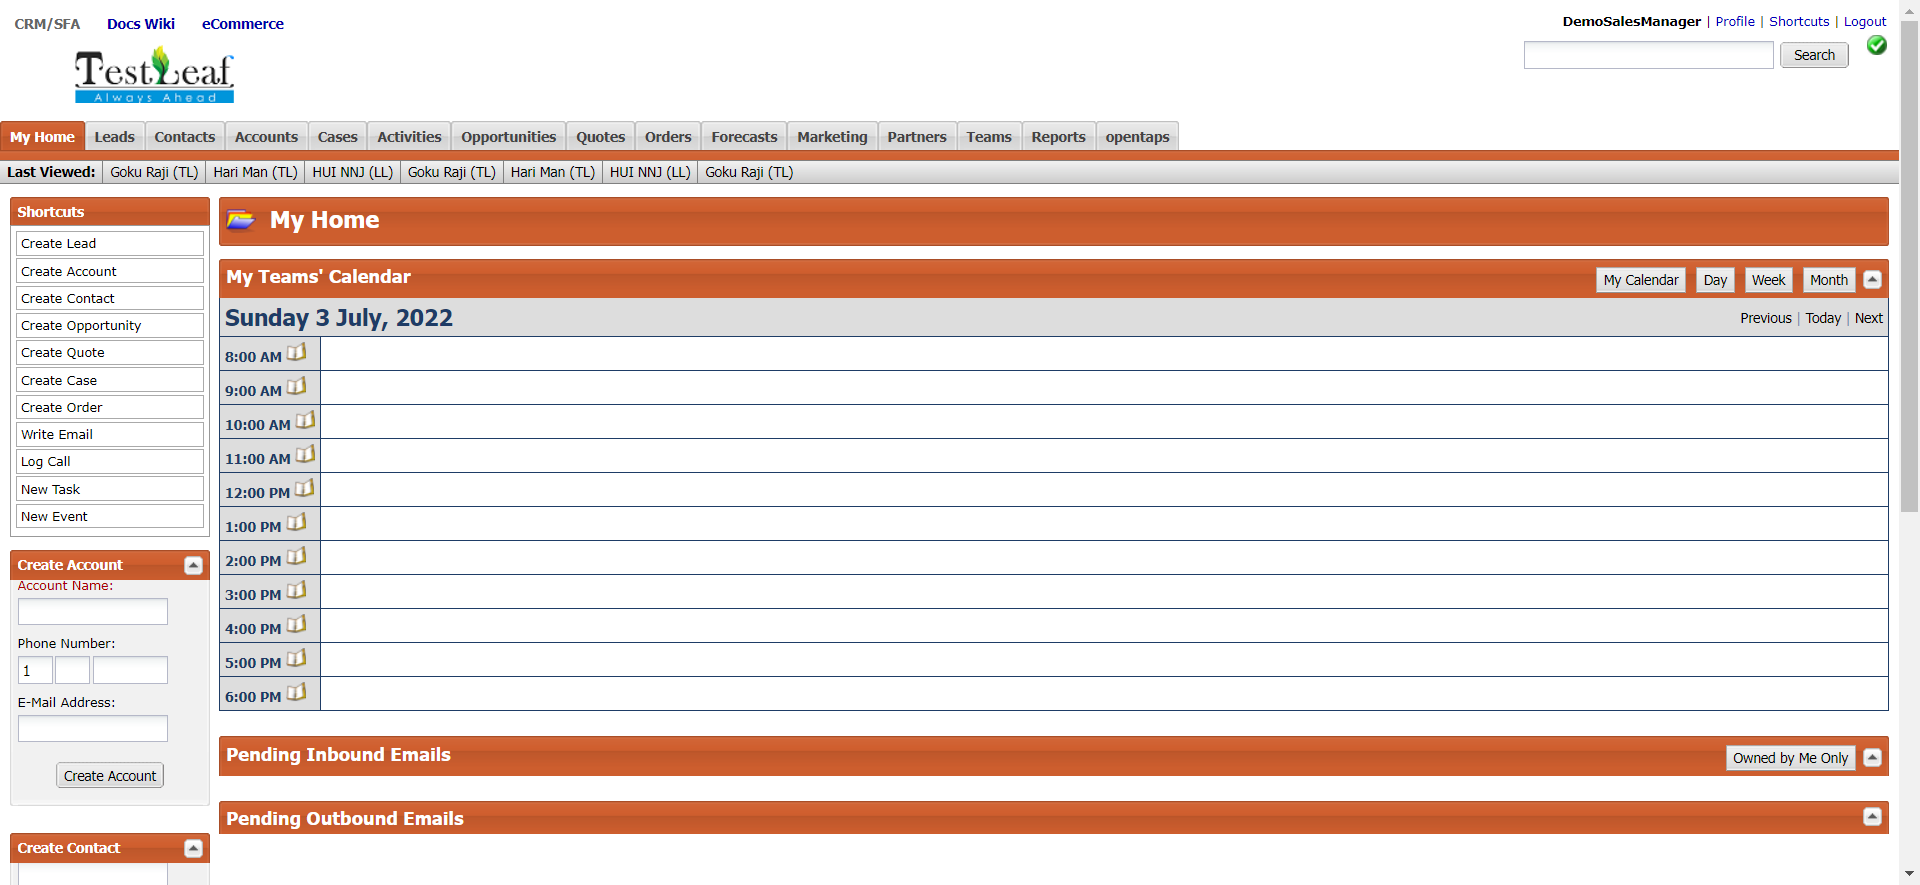 CRM/SFA Docs Wiki eCommerce
DemoSalesManager | Profile | Shortcuts | Logout
Search
TestLeaf
Always Ahead
My Home Leads Contacts Accounts Cases Activities Opportunities Quotes Orders Forecasts Marketing Partners Teams Reports opentaps
Last Viewed: Goku Raji (TL) Hari Man (TL) HUI NNJ (LL) Goku Raji (TL) Hari Man (TL) HUI NNJ (LL) Goku Raji (TL)
Shortcuts
Create Lead
Create Account
Create Contact
Create Opportunity
Create Quote
Create Case
Create Order
Write Email
Log Call
New Task
New Event
Create Account
Account Name:
Phone Number:
1
E-Mail Address:
Create Account
Create Contact
My Home
My Teams' Calendar
My Calendar Day Week Month
Sunday 3 July, 2022
Previous | Today | Next
8:00 AM
9:00 AM
10:00 AM
11:00 AM
12:00 PM
1:00 PM
2:00 PM
3:00 PM
4:00 PM
5:00 PM
6:00 PM
Pending Inbound Emails
Owned by Me Only
Pending Outbound Emails